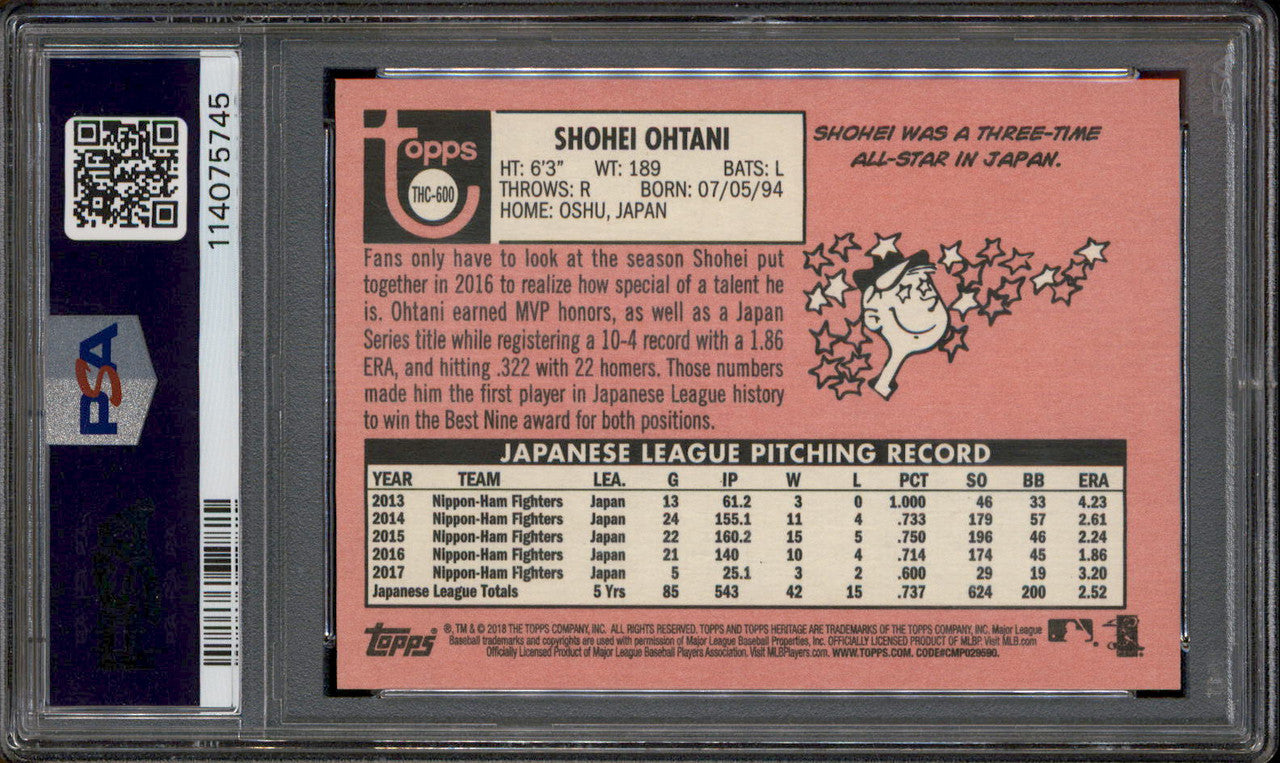 114075745
PSA
topps
THC-600
SHOHEI OHTANI
HT: 6'3" WT: 189 BATS: L
THROWS: R BORN: 07/05/94
HOME: OSHU, JAPAN
SHOHEI WAS A THREE-TIME
ALL-STAR IN JAPAN.
Fans only have to look at the season Shohei put
together in 2016 to realize how special of a talent he
is. Ohtani earned MVP honors, as well as a Japan
Series title while registering a 10-4 record with a 1.86
ERA, and hitting .322 with 22 homers. Those numbers
made him the first player in Japanese League history
to win the Best Nine award for both positions.
JAPANESE LEAGUE PITCHING RECORD
YEAR TEAM LEA. G IP W L PCT SO BB ERA
2013 Nippon-Ham Fighters Japan 13 61.2 3 0 1.000 46 33 4.23
2014 Nippon-Ham Fighters Japan 24 155.1 11 4 .733 179 57 2.61
2015 Nippon-Ham Fighters Japan 22 160.2 15 5 .750 196 46 2.24
2016 Nippon-Ham Fighters Japan 21 140 10 4 .714 174 45 1.86
2017 Nippon-Ham Fighters Japan 5 25.1 3 2 .600 29 19 3.20
Japanese League Totals 5 Yrs 85 543 42 15 .737 624 200 2.52
topps
®, TM & © 2018 THE TOPPS COMPANY, INC. ALL RIGHTS RESERVED. TOPPS AND TOPPS HERITAGE ARE TRADEMARKS OF THE TOPPS COMPANY, INC. Major League
Baseball trademarks and copyrights are used with permission of Major League Baseball Properties, Inc. OFFICIALLY LICENSED PRODUCT OF MLBP. Visit MLB.com
Officially Licensed Product of Major League Baseball Players Association. Visit MLBPlayers.com. WWW.TOPPS.COM. CODE#CMP029590.